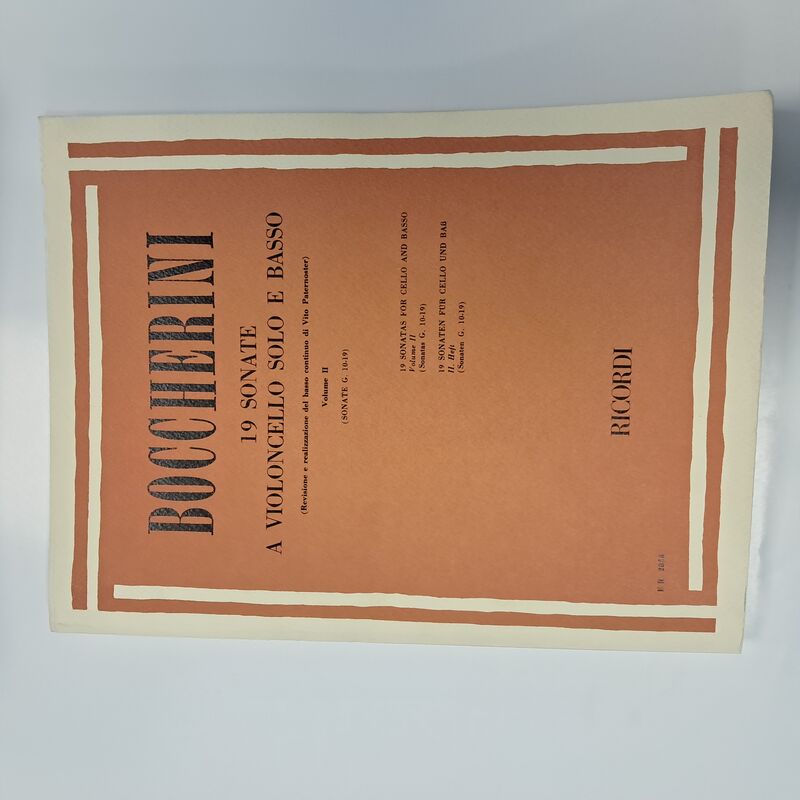 BOCCHERINI
19 SONATE
A VIOLONCELLO SOLO E BASSO
(Revisione e realizzazione del basso continuo di Vito Paternoster)
Volume II
(SONATE G. 10-19)
19 SONATAS FOR CELLO AND BASSO
Volume II
(Sonatas G. 10-19)
19 SONATEN FUR CELLO UND BAß
II. Heft
(Sonaten G. 10-19)
RICORDI